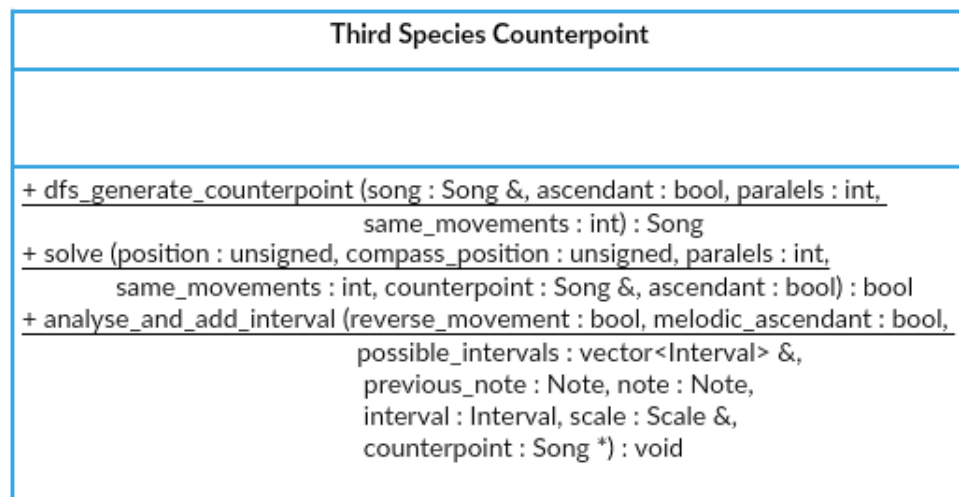 Third Species Counterpoint
+ dfs_generate_counterpoint (song : Song &, ascendant : bool, paralels : int,
same_movements : int) : Song
+ solve (position : unsigned, compass_position : unsigned, paralels : int,
same_movements : int, counterpoint : Song &, ascendant : bool) : bool
+ analyse_and_add_interval (reverse_movement : bool, melodic_ascendant : bool,
possible_intervals : vector<Interval> &,
previous_note : Note, note : Note,
interval : Interval, scale : Scale &,
counterpoint : Song *) : void